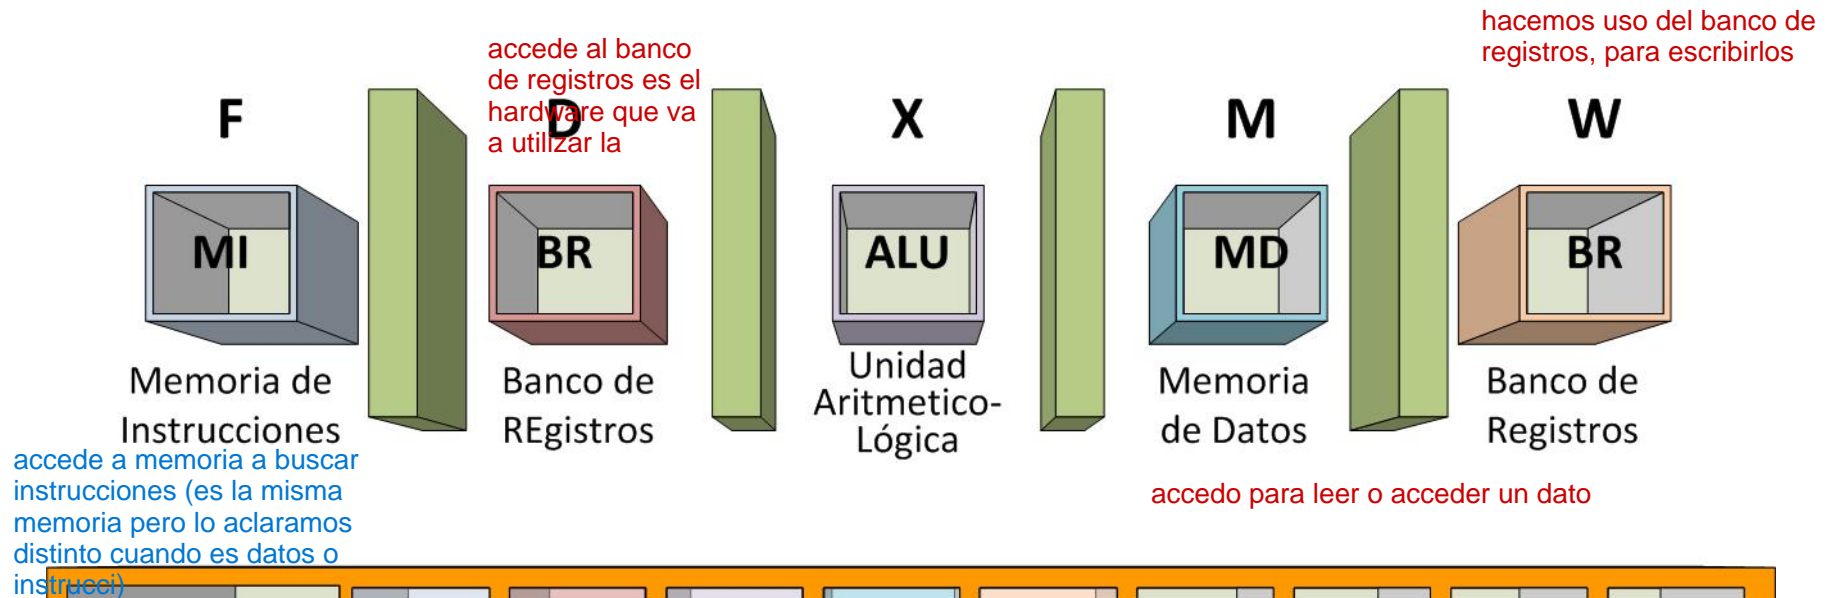 hacemos uso del banco de
registros, para escribirlos
accede al banco
de registros es el
hardware que va
a utilizar la
F
D
X
M
W
MI
BR
ALU
MD
BR
Memoria de
Instrucciones
Banco de
REgistros
Unidad
Aritmetico-
Lógica
Memoria
de Datos
Banco de
Registros
accede a memoria a buscar
instrucciones (es la misma
memoria pero lo aclaramos
distinto cuando es datos o
instrucci)
accedo para leer o acceder un dato